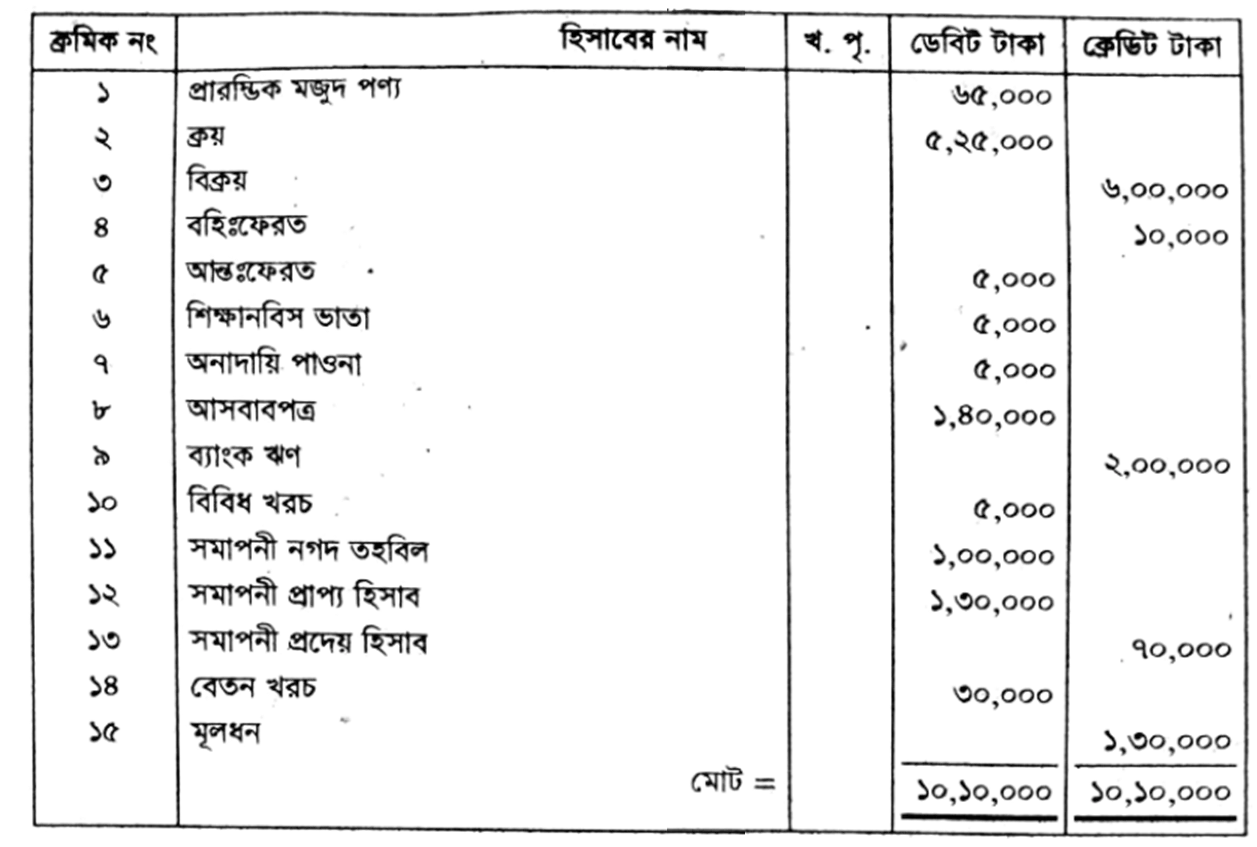 ক্রমিক নং হিসাবের নাম খ. পৃ. ডেবিট টাকা ক্রেডিট টাকা
১ প্রারম্ভিক মজুদ পণ্য ৬৫,০০০
২ ক্রয় ৫,২৫,০০০
৩ বিক্রয় ৬,০০,০০০
৪ বহিঃফেরত ১০,০০০
৫ আন্তঃফেরত ৫,০০০
৬ শিক্ষানবিস ভাতা ৫,০০০
৭ অনাদায়ি পাওনা ৫,০০০
৮ আসবাবপত্র ১,৪০,০০০
৯ ব্যাংক ঋণ ২,০০,০০০
১০ বিবিধ খরচ ৫,০০০
১১ সমাপনী নগদ তহবিল ১,০০,০০০
১২ সমাপনী প্রাপ্য হিসাব ১,৩০,০০০
১৩ সমাপনী প্রদেয় হিসাব ৭০,০০০
১৪ বেতন খরচ ৩০,০০০
১৫ মূলধন ১,৩০,০০০
মোট = ১০,১০,০০০ ১০,১০,০০০